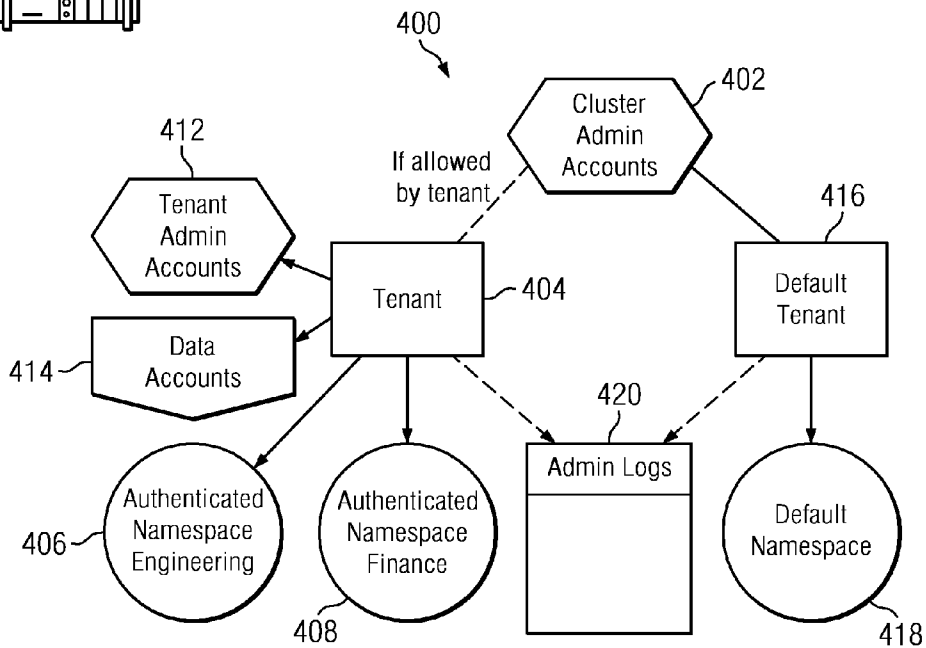 400
402
Cluster
Admin
Accounts
412
If allowed
by tenant
416
Tenant
Admin
Accounts
Tenant
404
Default
Tenant
414
Data
Accounts
420
Admin Logs
406
Authenticated
Namespace
Engineering
Authenticated
Namespace
Finance
Default
Namespace
408
418